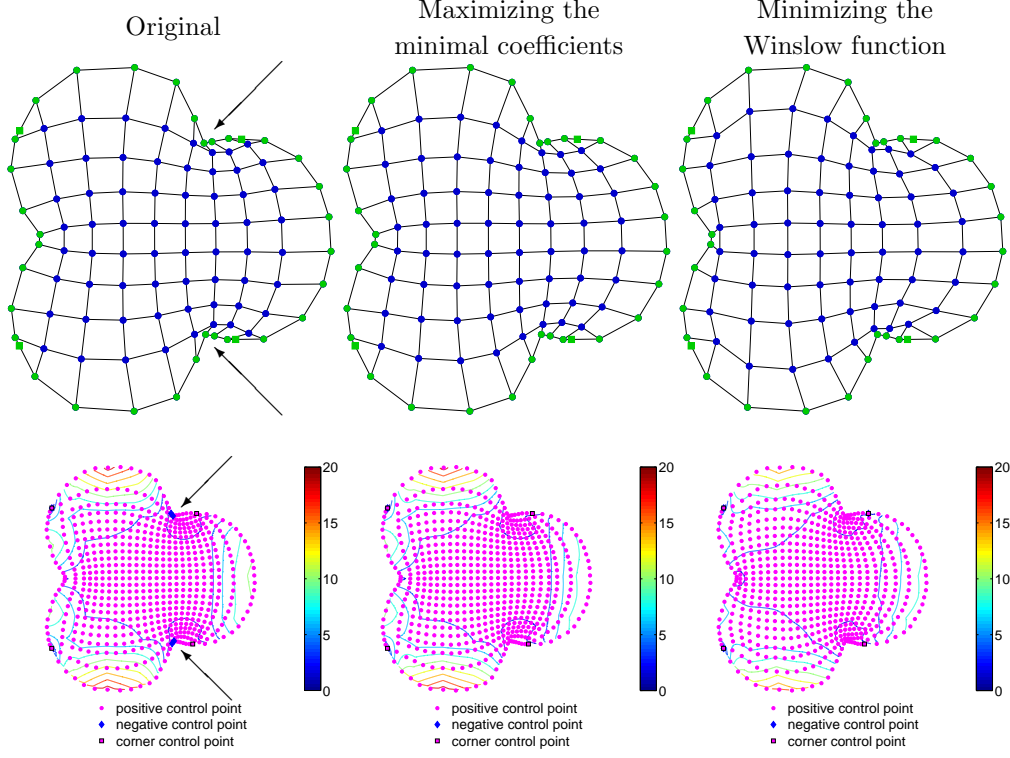 Original
Maximizing the
minimal coefficients
Minimizing the
Winslow function
20
15
10
5
0
positive control point
negative control point
corner control point
20
15
10
5
0
positive control point
negative control point
corner control point
20
15
10
5
0
positive control point
negative control point
corner control point